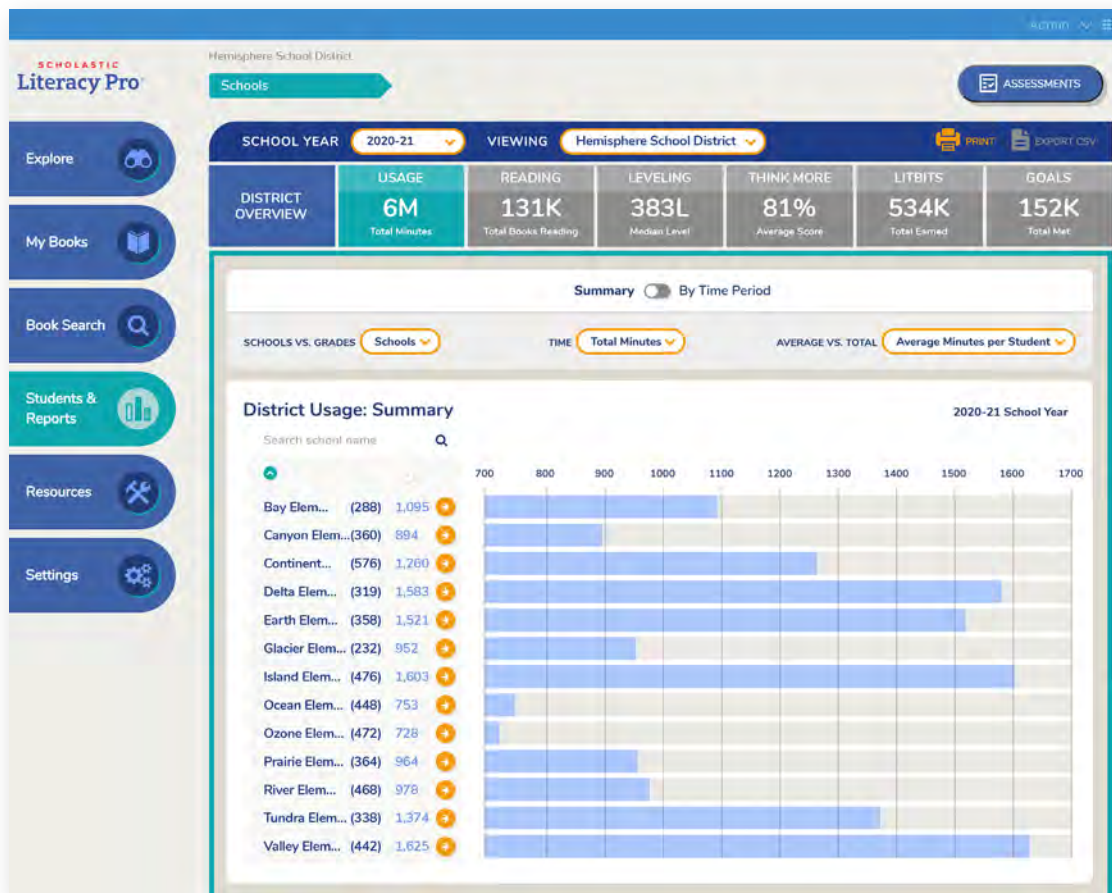 Admin
SCHOLASTIC
Literacy Pro
Hemisphere School District
Schools
ASSESSMENTS
Explore
My Books
Book Search
Students & Reports
Resources
Settings
SCHOOL YEAR 2020-21 VIEWING Hemisphere School District PRINT EXPORT CSV
DISTRICT OVERVIEW
USAGE 6M Total Minutes
READING 131K Total Books Reading
LEVELING 383L Median Level
THINK MORE 81% Average Score
LITBITS 534K Total Earned
GOALS 152K Total Met
Summary By Time Period
SCHOOLS VS. GRADES Schools TIME Total Minutes AVERAGE VS. TOTAL Average Minutes per Student
District Usage: Summary 2020-21 School Year
Search school name
700 800 900 1000 1100 1200 1300 1400 1500 1600 1700
Bay Elem... (288) 1,095
Canyon Elem...(360) 894
Continent... (576) 1,260
Delta Elem... (319) 1,583
Earth Elem... (358) 1,521
Glacier Elem... (232) 952
Island Elem... (476) 1,603
Ocean Elem... (448) 753
Ozone Elem... (472) 728
Prairie Elem... (364) 964
River Elem... (468) 978
Tundra Elem... (338) 1,374
Valley Elem... (442) 1,625